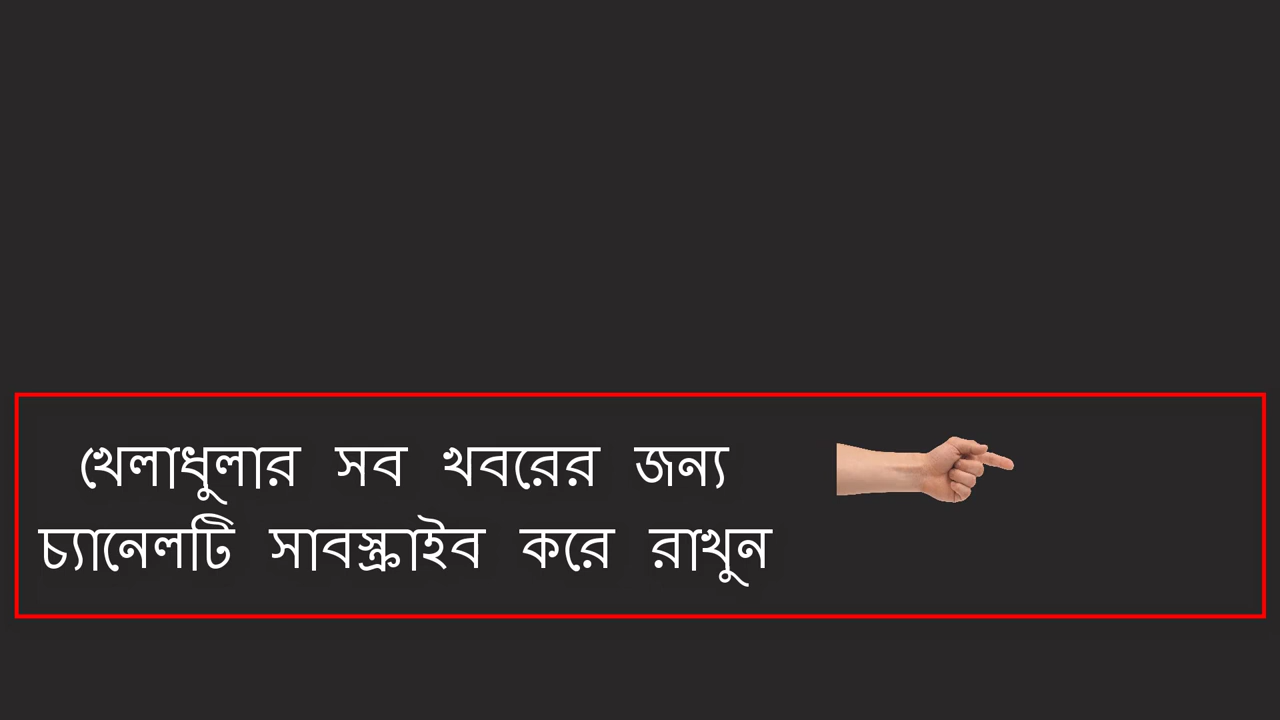 খেলাধুলার সব খবরের জন্য
চ্যানেলটি সাবস্ক্রাইব করে রাখুন